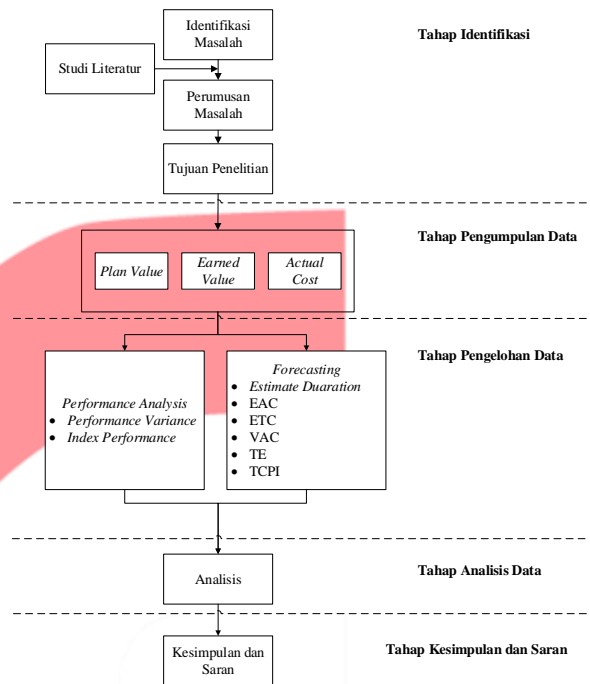 Identifikasi
Masalah
Tahap Identifikasi
Studi Literatur
Perumusan
Masalah
Tujuan Penelitian
Tahap Pengumpulan Data
Plan Value
Earned
Value
Actual
Cost
Tahap Pengelohan Data
Performance Analysis
• Performance Variance
• Index Performance
Forecasting
• Estimate Duaration
• EAC
• ETC
• VAC
• TE
• TCPI
Tahap Analisis Data
Analisis
Tahap Kesimpulan dan Saran
Kesimpulan dan
Saran